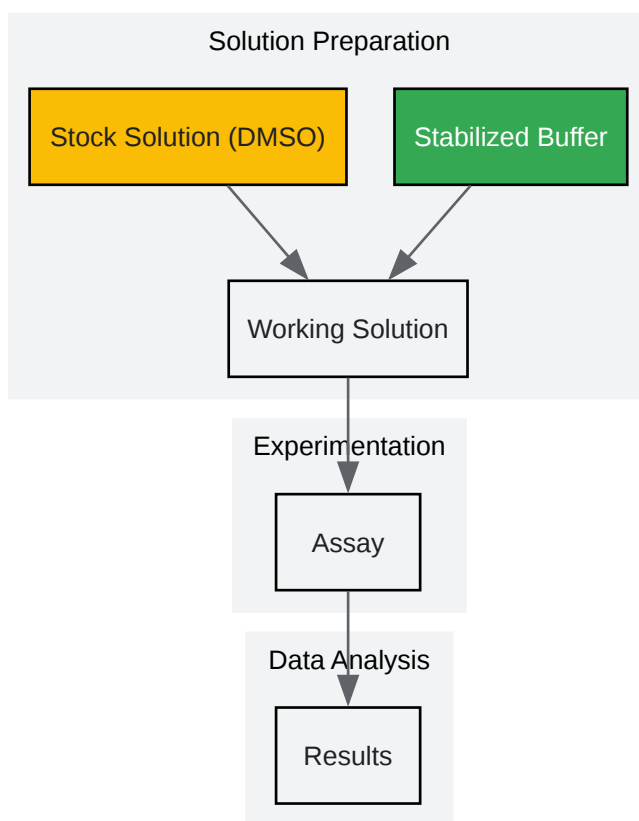 Solution Preparation
Stock Solution (DMSO)
Stabilized Buffer
Working Solution
Experimentation
Assay
Data Analysis
Results